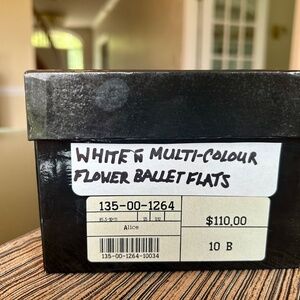 WHITE N MULTI-COLOUR
FLOWER BALLET FLATS
135-00-1264
$110,00
Alice
10 B
135-00-1264-10034